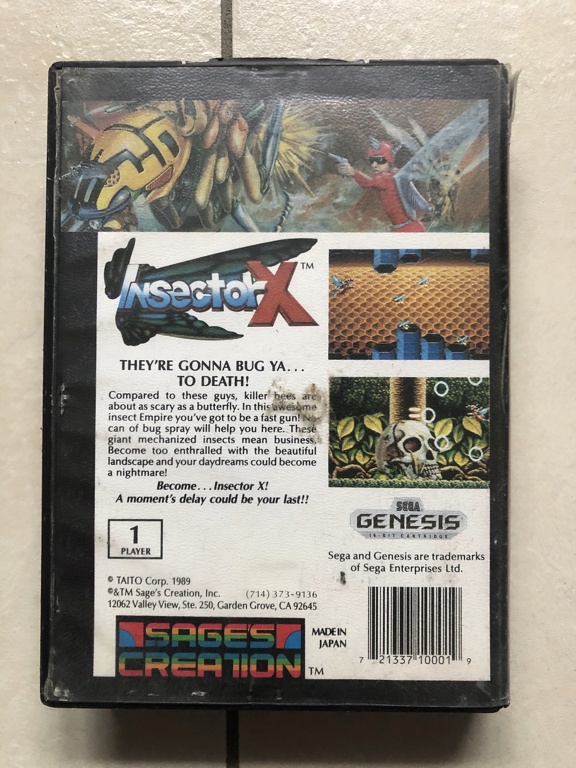 Insector X™
THEY'RE GONNA BUG YA...
TO DEATH!
Compared to these guys, killer bees are
about as scary as a butterfly. In this awesome
insect Empire you've got to be a fast gun! No
can of bug spray will help you here. These
giant mechanized insects mean business.
Become too enthralled with the beautiful
landscape and your daydreams could become
a nightmare!
Become...Insector X!
A moment's delay could be your last!!
1
PLAYER
SEGA
GENESIS
16-BIT CARTRIDGE
Sega and Genesis are trademarks
of Sega Enterprises Ltd.
© TAITO Corp. 1989
©&TM Sage's Creation, Inc. (714) 373-9136
12062 Valley View, Ste. 250, Garden Grove, CA 92645
SAGE'S
CREATION™
MADE IN
JAPAN
7 21337 10001 9